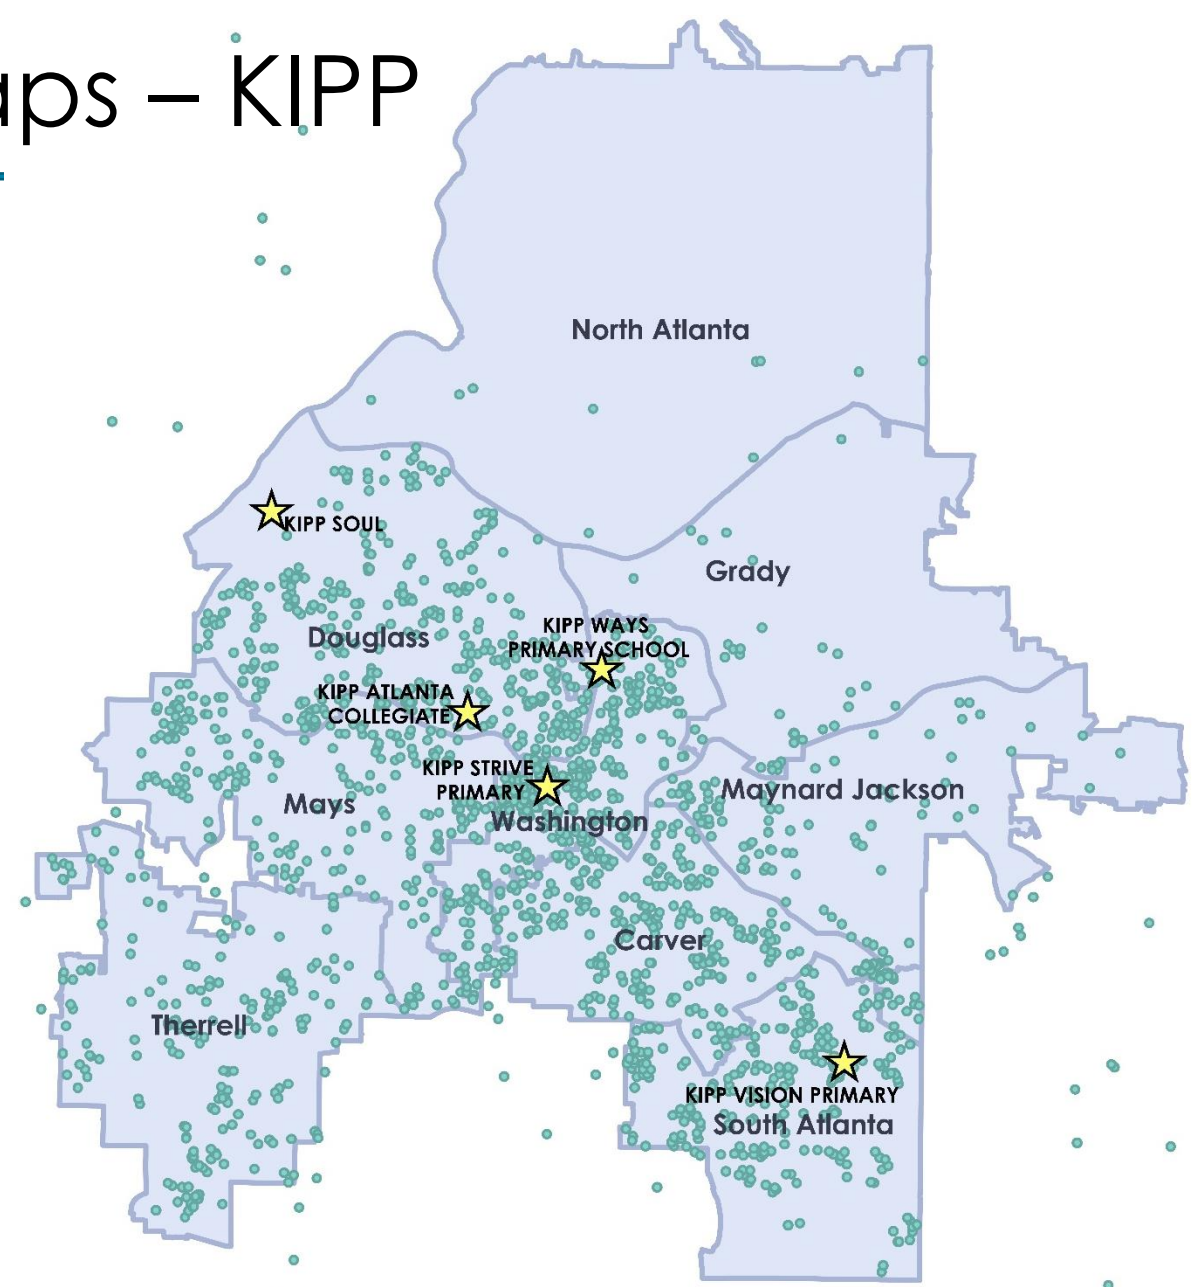 aps – KIPP
North Atlanta
KIPP SOUL
Grady
KIPP WAYS
PRIMARY SCHOOL
Douglass
KIPP ATLANTA
COLLEGIATE
KIPP STRIVE
PRIMARY
Mays
Washington
Maynard Jackson
Carver
Therrell
KIPP VISION PRIMARY
South Atlanta